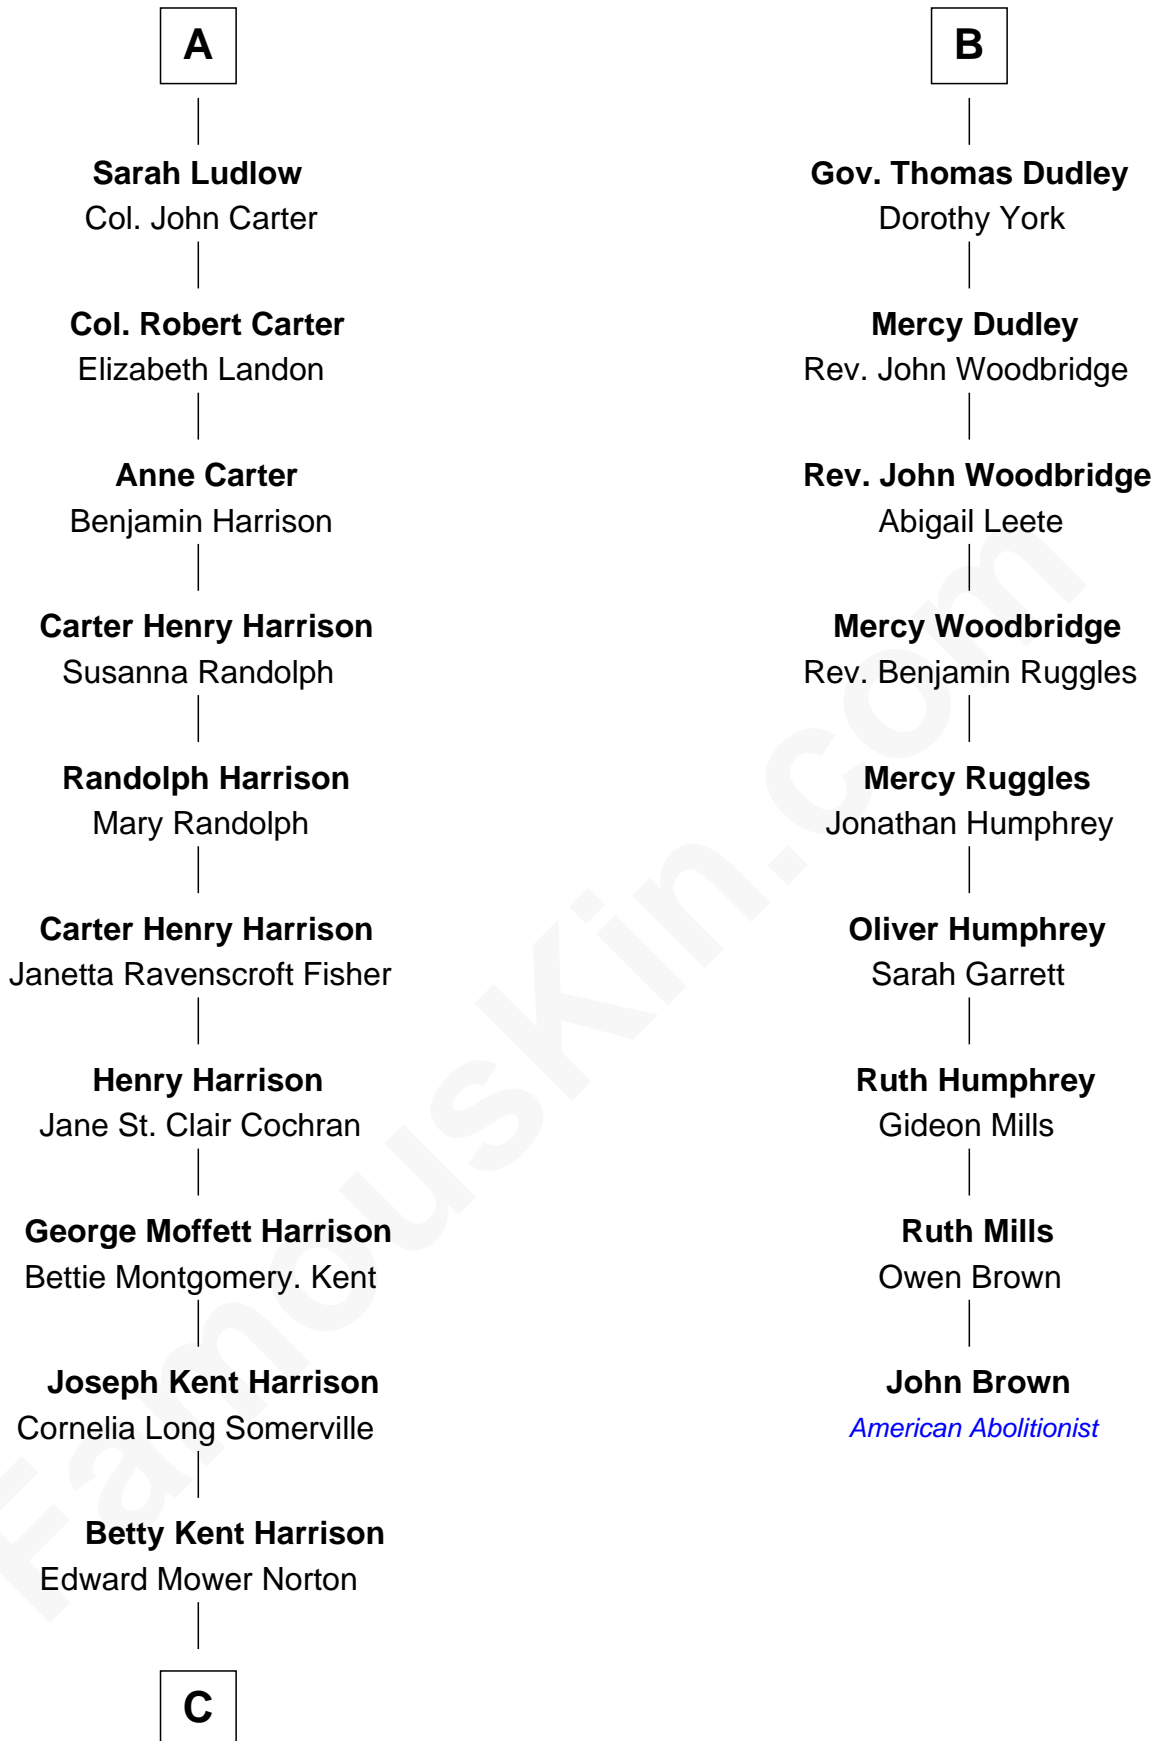 A
Sarah Ludlow
Col. John Carter
Col. Robert Carter
Elizabeth Landon
Anne Carter
Benjamin Harrison
Carter Henry Harrison
Susanna Randolph
Randolph Harrison
Mary Randolph
Carter Henry Harrison
Janetta Ravenscroft Fisher
Henry Harrison
Jane St. Clair Cochran
George Moffett Harrison
Bettie Montgomery. Kent
Joseph Kent Harrison
Cornelia Long Somerville
Betty Kent Harrison
Edward Mower Norton
C
B
Gov. Thomas Dudley
Dorothy York
Mercy Dudley
Rev. John Woodbridge
Rev. John Woodbridge
Abigail Leete
Mercy Woodbridge
Rev. Benjamin Ruggles
Mercy Ruggles
Jonathan Humphrey
Oliver Humphrey
Sarah Garrett
Ruth Humphrey
Gideon Mills
Ruth Mills
Owen Brown
John Brown
American Abolitionist
FamousKin.com